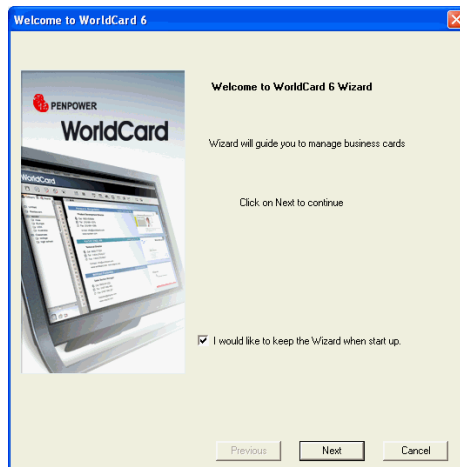 Welcome to WorldCard 6
PENPOWER
WorldCard
WorldCard
Welcome to WorldCard 6 Wizard
Wizard will guide you to manage business cards
Click on Next to continue
I would like to keep the Wizard when start up.
Previous
Next
Cancel